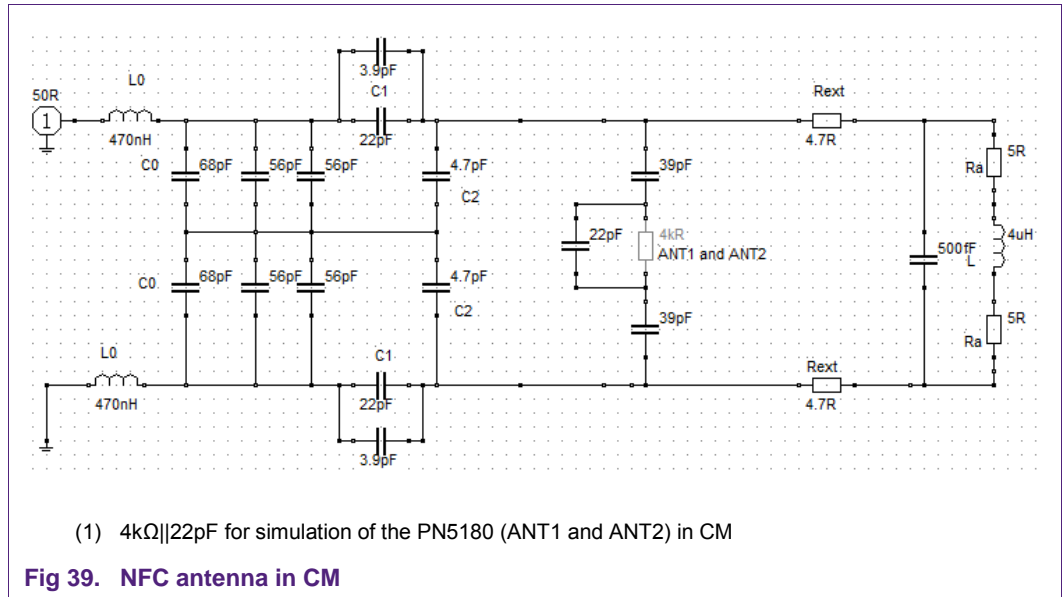 3.9pF
L0
C1
50R
Rext
1
470nH
22pF
4.7R
C0 68pF 56pF 56pF 4.7pF 39pF 5R
Ra
C2
22pF 4kR 4uH
ANT1 and ANT2 500fF
L
C0 68pF 56pF 56pF 4.7pF
C2 39pF 5R
Ra
L0 C1 Rext
470nH 22pF 4.7R
3.9pF
(1) 4kΩ||22pF for simulation of the PN5180 (ANT1 and ANT2) in CM
Fig 39. NFC antenna in CM